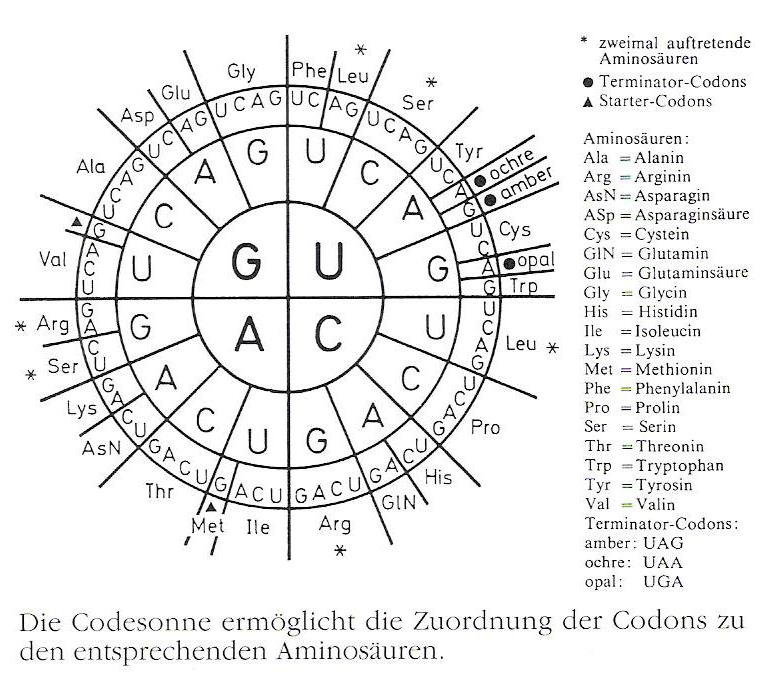 Gly
Phe
Leu
*
Ser
*
Tyr
● ochre
● amber
Cys
● opal
Trp
Leu *
Pro
His
GlN
Arg
*
Ile
Met
▲
Thr
AsN
Lys
* Ser
* Arg
Val
▲
Ala
Asp
Glu
G U
A C
U C A G
U C A G
U C A G
U C A G
U C A G U C A G U C A G U C A G
U C A G U C A G U C A G U C A G
U C A G U C A G U C A G U C A G
U C A G U C A G U C A G U C A G
* zweimal auftretende
Aminosäuren
● Terminator-Codons
▲ Starter-Codons
Aminosäuren:
Ala = Alanin
Arg = Arginin
AsN = Asparagin
ASp = Asparaginsäure
Cys = Cystein
GlN = Glutamin
Glu = Glutaminsäure
Gly = Glycin
His = Histidin
Ile = Isoleucin
Lys = Lysin
Met = Methionin
Phe = Phenylalanin
Pro = Prolin
Ser = Serin
Thr = Threonin
Trp = Tryptophan
Tyr = Tyrosin
Val = Valin
Terminator-Codons:
amber: UAG
ochre: UAA
opal: UGA
Die Codesonne ermöglicht die Zuordnung der Codons zu
den entsprechenden Aminosäuren.